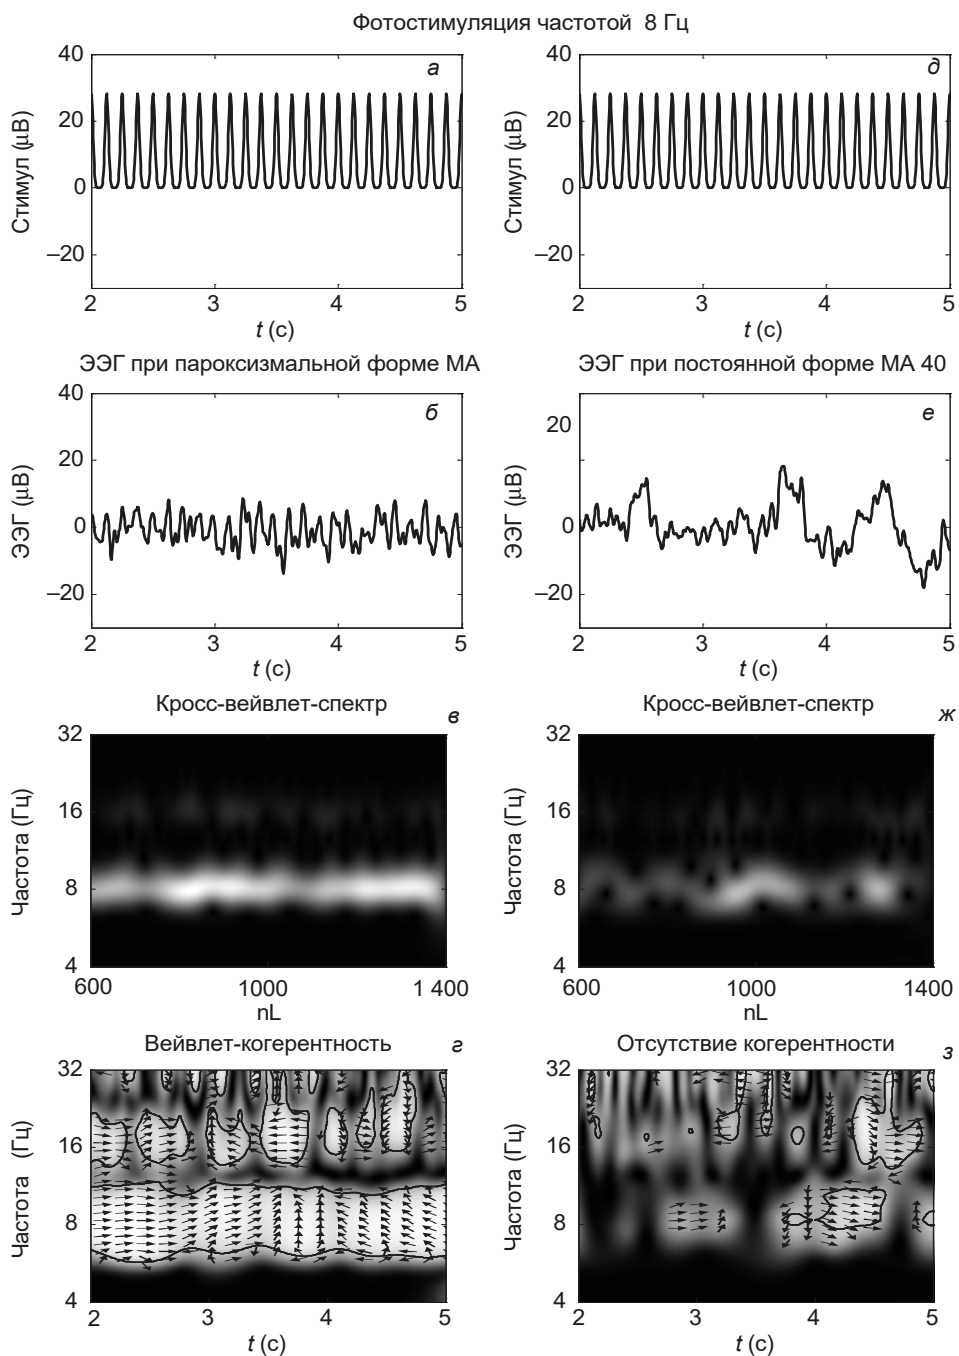 Фотостимуляция частотой 8 Гц
40
20
0
–20
Стимул (μВ)
а
2
3
4
5
t (с)
40
20
0
–20
Стимул (μВ)
д
2
3
4
5
t (с)
ЭЭГ при пароксизмальной форме МА
40
20
0
–20
ЭЭГ (μВ)
б
2
3
4
5
t (с)
ЭЭГ при постоянной форме МА 40
20
0
–20
ЭЭГ (μВ)
е
2
3
4
5
t (с)
Кросс-вейвлет-спектр
в
32
16
8
4
Частота (Гц)
600
1000
1 400
nL
Кросс-вейвлет-спектр
ж
32
16
8
4
Частота (Гц)
600
1000
1400
nL
Вейвлет-когерентность
г
32
16
8
4
Частота (Гц)
2
3
4
5
t (с)
Отсутствие когерентности
з
32
16
8
4
Частота (Гц)
2
3
4
5
t (с)